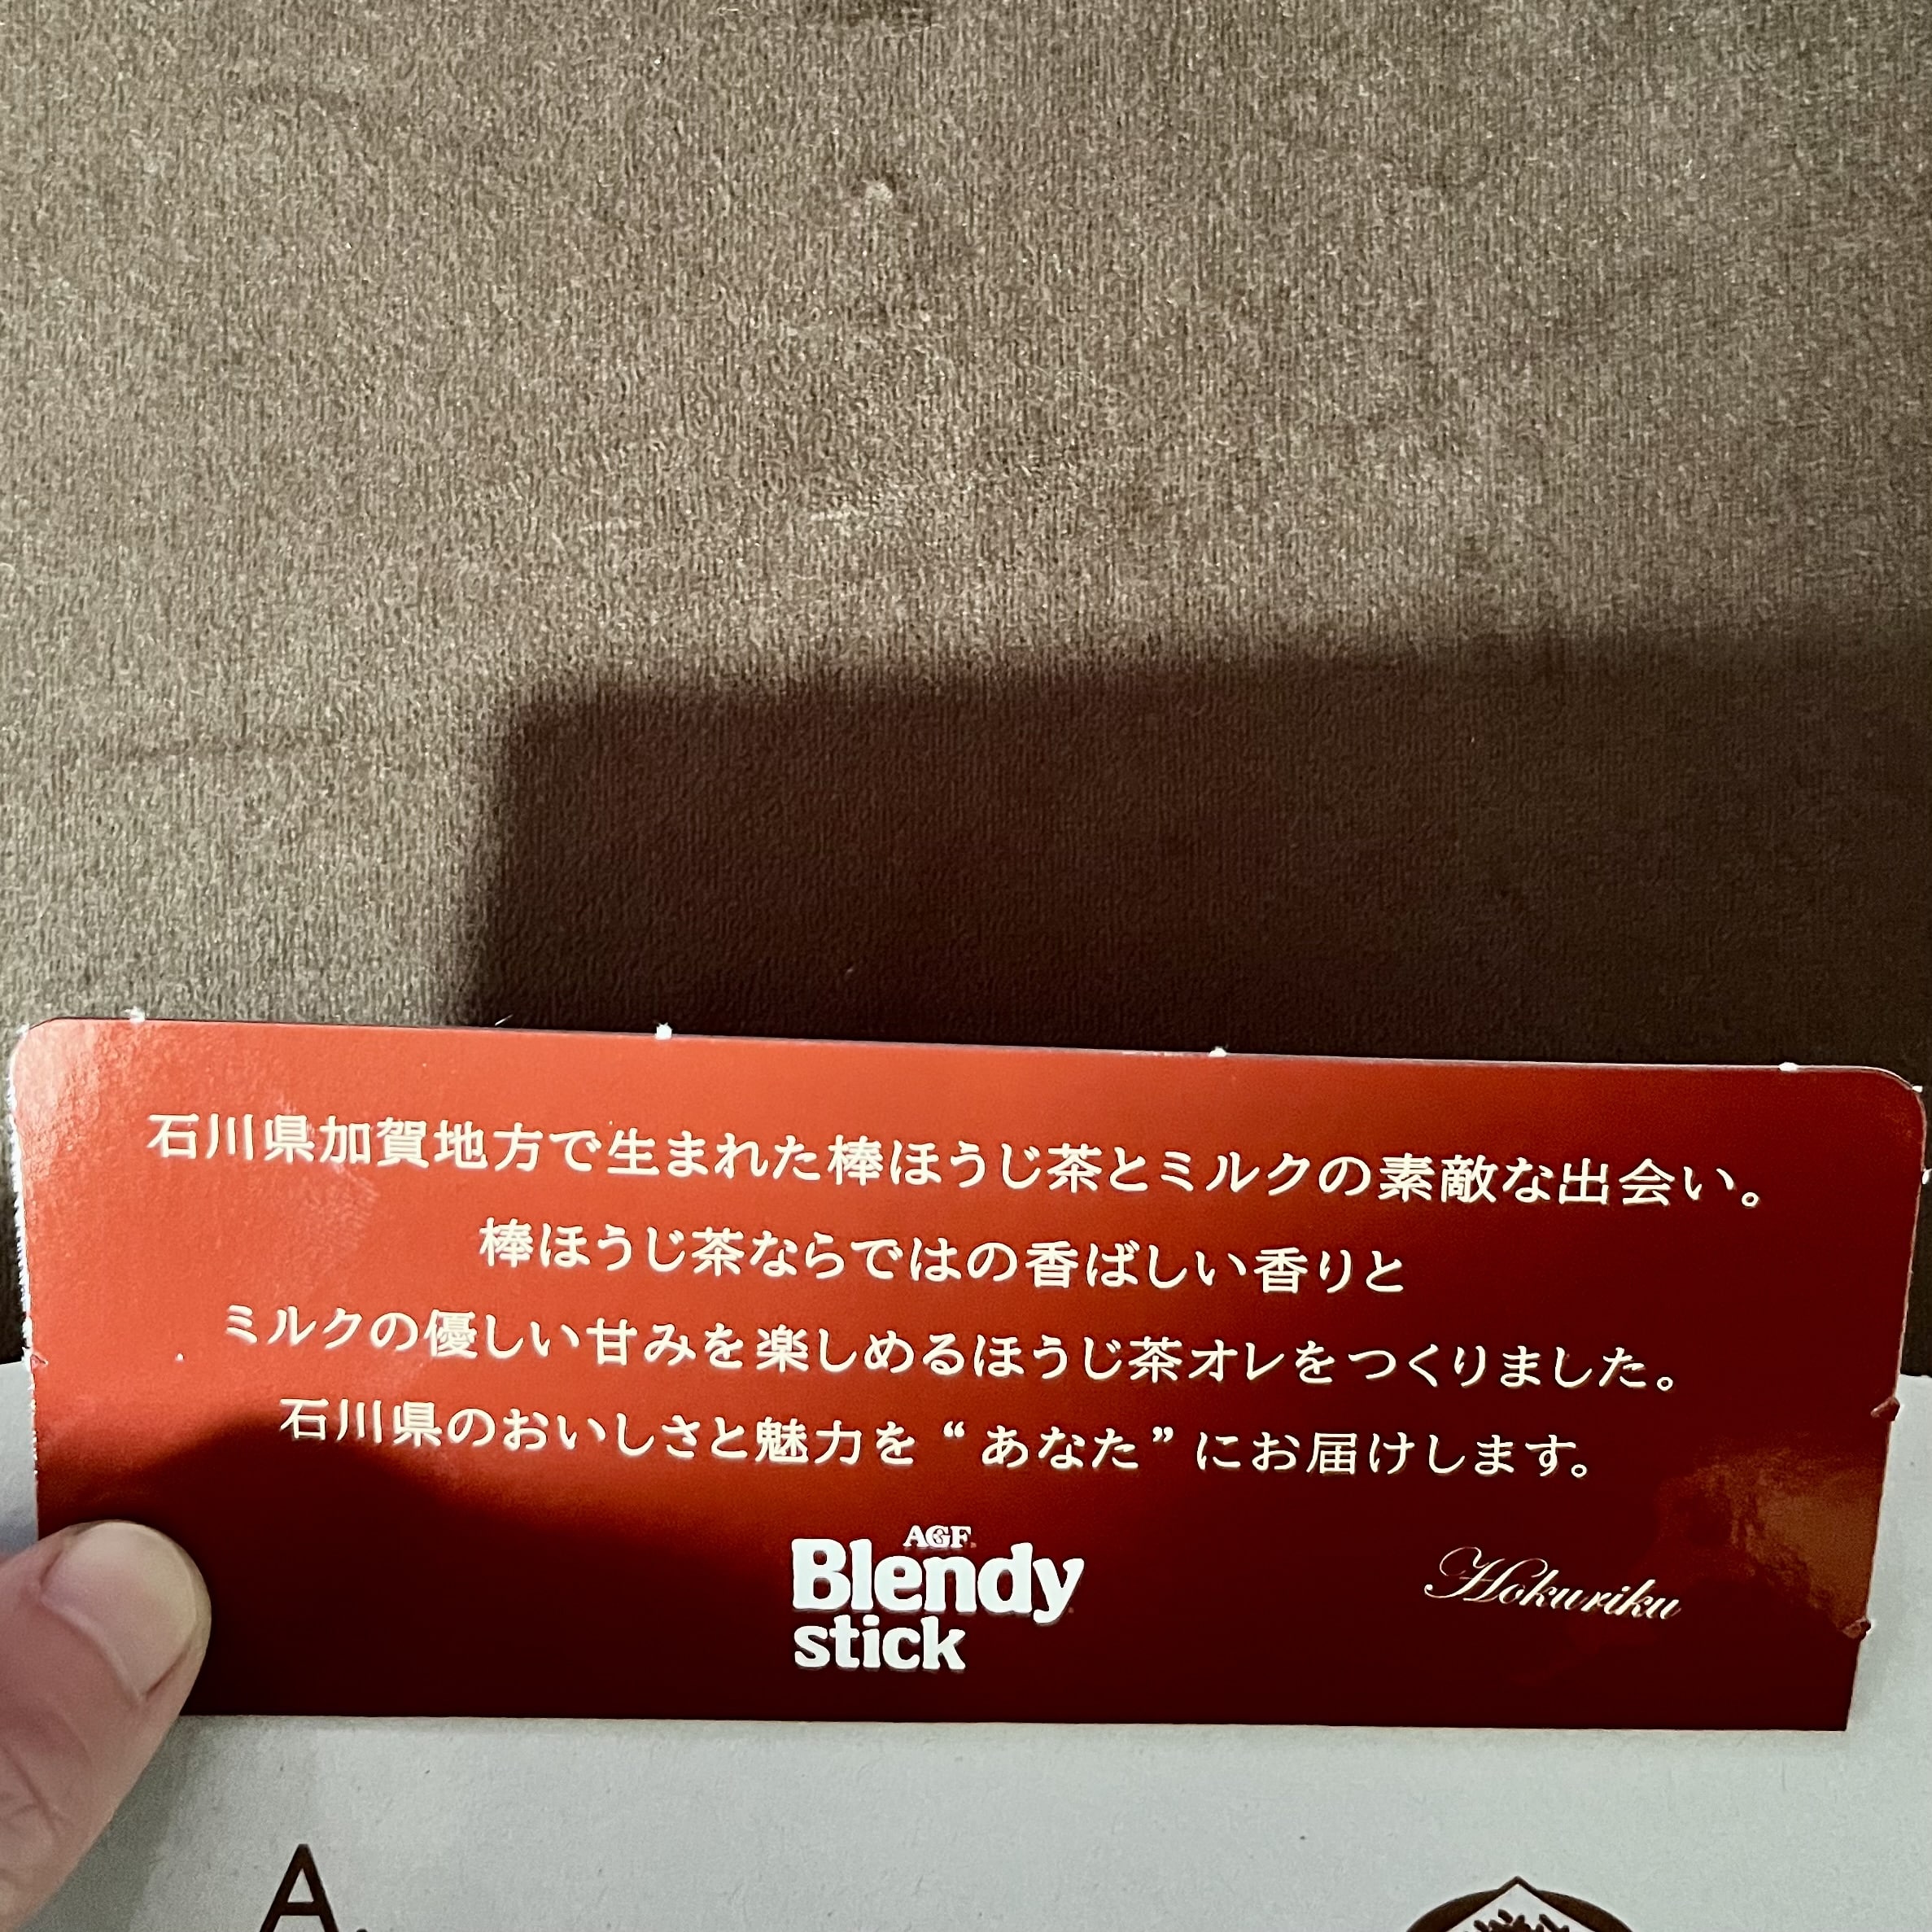 石川県加賀地方で生まれた棒ほうじ茶とミルクの素敵な出会い。
棒ほうじ茶ならではの香ばしい香りと
ミルクの優しい甘みを楽しめるほうじ茶オレをつくりました。
石川県のおいしさと魅力を“あなた”にお届けします。
AGF
Blendy
stick
Hokuriku
A.